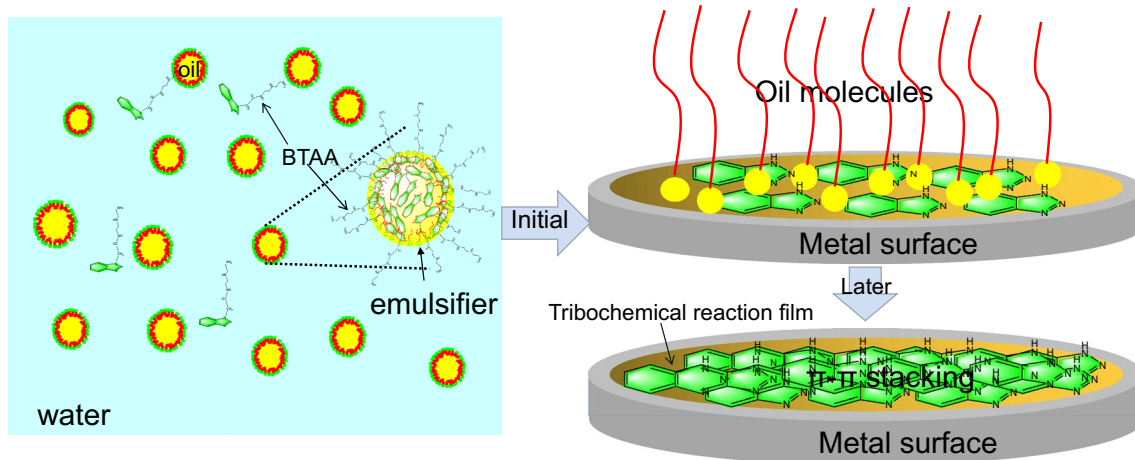 oil
BTAA
emulsifier
water
Initial
Oil molecules
Metal surface
Later
Tribochemical reaction film
π-π stacking
Metal surface